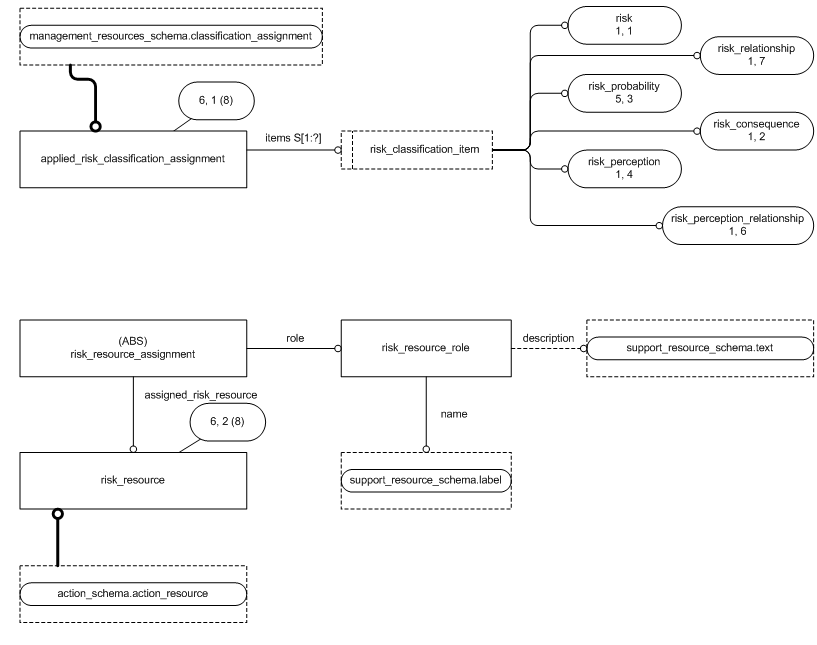 management_resources_schema.classification_assignment
6, 1 (8)
applied_risk_classification_assignment
items S[1:?]
risk_classification_item
risk
1, 1
risk_relationship
1, 7
risk_probability
5, 3
risk_consequence
1, 2
risk_perception
1, 4
risk_perception_relationship
1, 6
(ABS)
risk_resource_assignment
role
risk_resource_role
description
support_resource_schema.text
assigned_risk_resource
6, 2 (8)
name
risk_resource
support_resource_schema.label
action_schema.action_resource